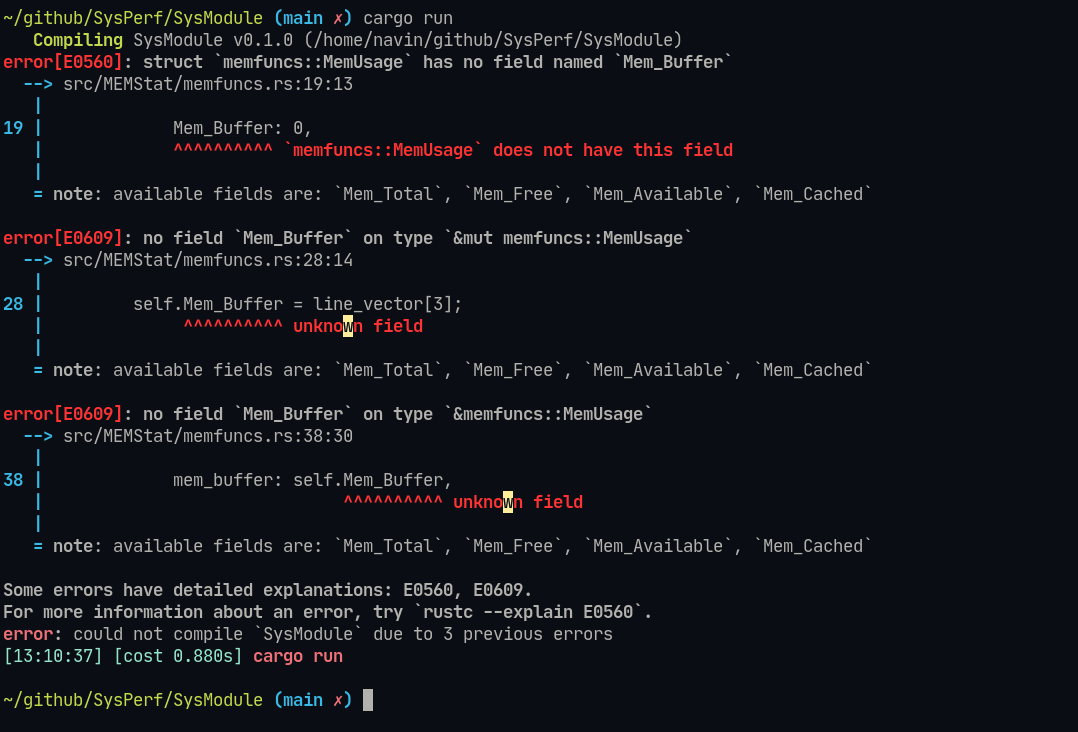 ~/github/SysPerf/SysModule (main ✗) cargo run
   Compiling SysModule v0.1.0 (/home/navin/github/SysPerf/SysModule)
error[E0560]: struct `memfuncs::MemUsage` has no field named `Mem_Buffer`
  --> src/MEMStat/memfuncs.rs:19:13
   |
19 |             Mem_Buffer: 0,
   |             ^^^^^^^^^^ `memfuncs::MemUsage` does not have this field
   |
   = note: available fields are: `Mem_Total`, `Mem_Free`, `Mem_Available`, `Mem_Cached`

error[E0609]: no field `Mem_Buffer` on type `&mut memfuncs::MemUsage`
  --> src/MEMStat/memfuncs.rs:28:14
   |
28 |         self.Mem_Buffer = line_vector[3];
   |              ^^^^^^^^^^ unknown field
   |
   = note: available fields are: `Mem_Total`, `Mem_Free`, `Mem_Available`, `Mem_Cached`

error[E0609]: no field `Mem_Buffer` on type `&memfuncs::MemUsage`
  --> src/MEMStat/memfuncs.rs:38:30
   |
38 |             mem_buffer: self.Mem_Buffer,
   |                              ^^^^^^^^^^ unknown field
   |
   = note: available fields are: `Mem_Total`, `Mem_Free`, `Mem_Available`, `Mem_Cached`

Some errors have detailed explanations: E0560, E0609.
For more information about an error, try `rustc --explain E0560`.
error: could not compile `SysModule` due to 3 previous errors
[13:10:37] [cost 0.880s] cargo run

~/github/SysPerf/SysModule (main ✗)